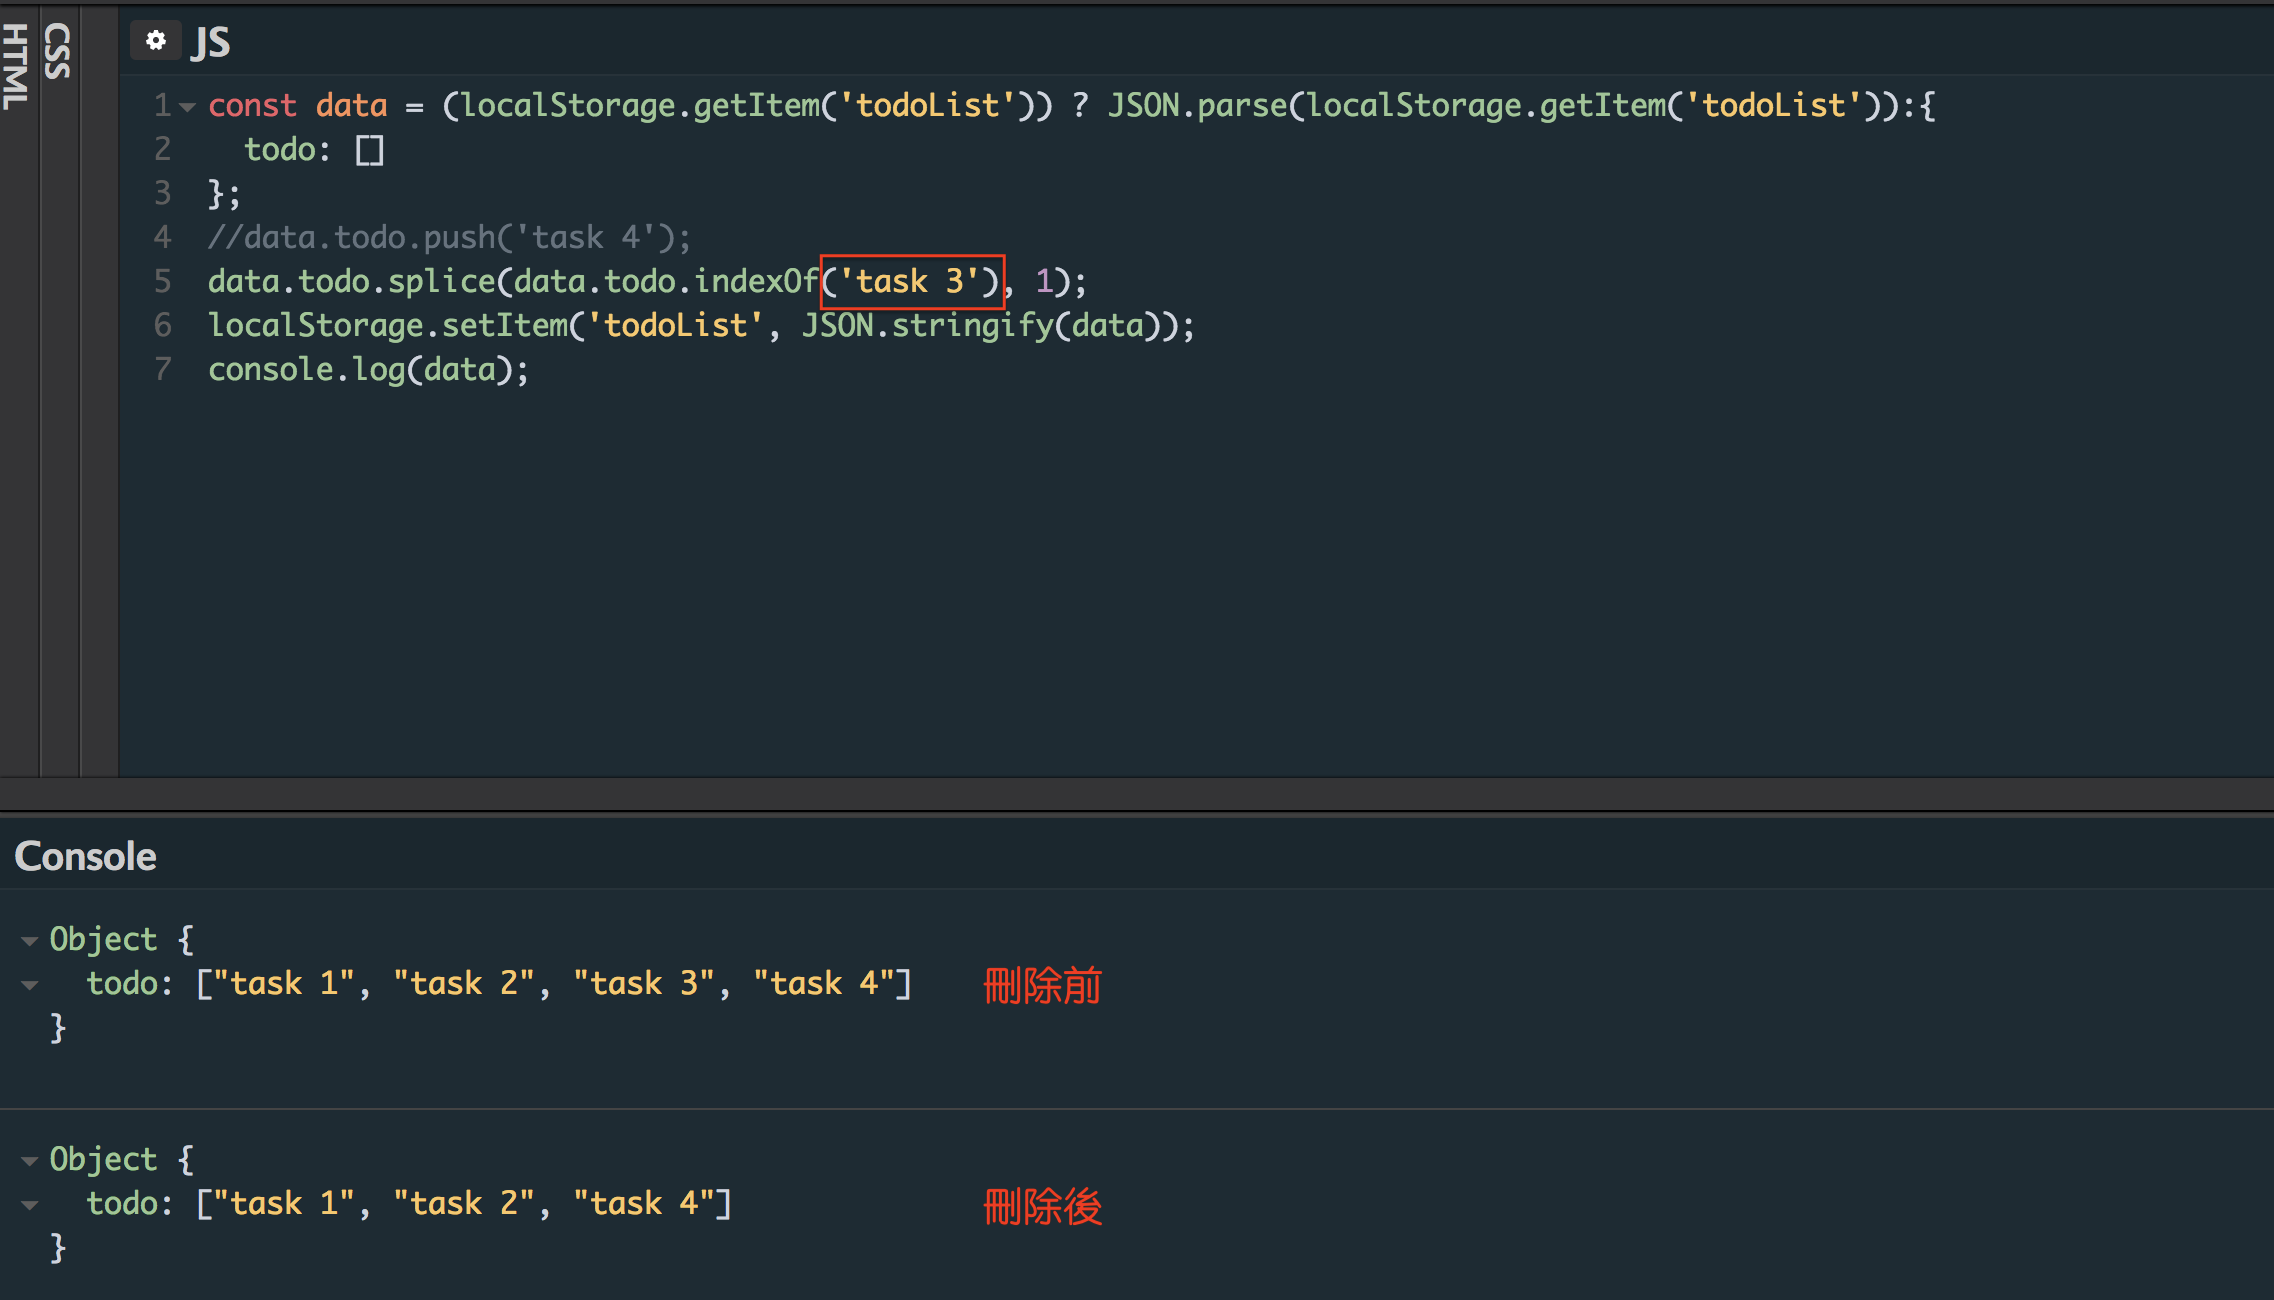 HTML
CSS
JS
1 const data = (localStorage.getItem('todoList')) ? JSON.parse(localStorage.getItem('todoList')):{
2   todo: []
3 };
4 //data.todo.push('task 4');
5 data.todo.splice(data.todo.indexOf('task 3'), 1);
6 localStorage.setItem('todoList', JSON.stringify(data));
7 console.log(data);
Console
Object {
  todo: ["task 1", "task 2", "task 3", "task 4"] 刪除前
}
Object {
  todo: ["task 1", "task 2", "task 4"] 刪除後
}